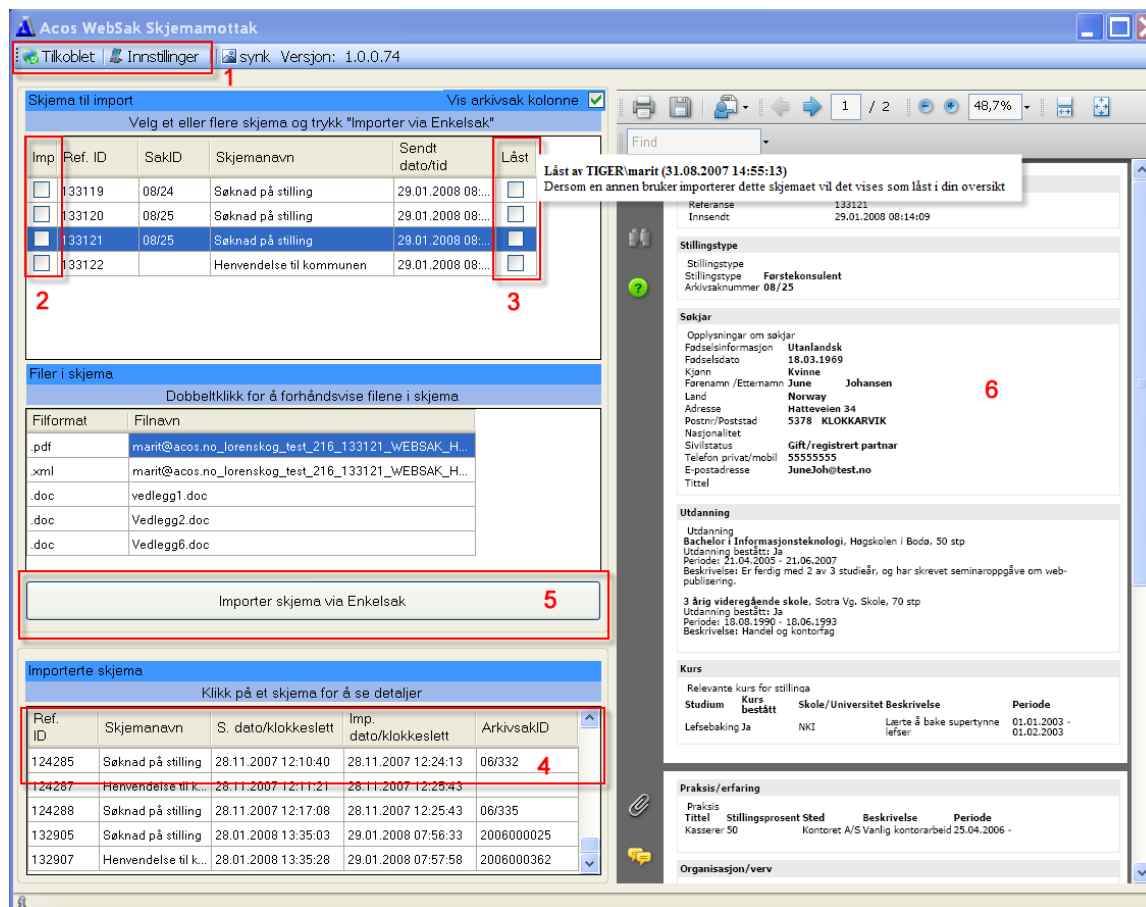 Acos WebSak Skjemamottak
Tilkoblet Innstillinger synk Versjon: 1.0.0.74
1
Skjema til import Vis arkivsak kolonne
Velg et eller flere skjema og trykk "Importer via Enkelsak"
Imp Ref. ID SakID Skjemanavn Sendt dato/tid Låst
133119 08/24 Søknad på stilling 29.01.2008 08:...
133120 08/25 Søknad på stilling 29.01.2008 08:...
133121 08/25 Søknad på stilling 29.01.2008 08:...
133122 Henvendelse til kommunen 29.01.2008 08:...
2
3
Filer i skjema
Dobbeltklikk for å forhåndsvise filene i skjema
Filformat Filnavn
.pdf marit@acos.no_lorenskog_test_216_133121_WEBSAK_H...
.xml marit@acos.no_lorenskog_test_216_133121_WEBSAK_H...
.doc vedlegg1.doc
.doc Vedlegg2.doc
.doc Vedlegg6.doc
Importer skjema via Enkelsak 5
Importerte skjema
Klikk på et skjema for å se detaljer
Ref. ID Skjemanavn S. dato/klokkeslett Imp. dato/klokkeslett ArkivsakID
124285 Søknad på stilling 28.11.2007 12:10:40 28.11.2007 12:24:13 06/332
4
124287 Henvendelse til k... 28.11.2007 12:11:21 28.11.2007 12:25:43
124288 Søknad på stilling 28.11.2007 12:17:08 28.11.2007 12:25:43 06/335
132905 Søknad på stilling 28.01.2008 13:35:03 29.01.2008 07:56:33 2006000025
132907 Henvendelse til k... 28.01.2008 13:35:28 29.01.2008 07:57:58 2006000362
1 / 2 48,7%
Find
Låst av TIGER\marit (31.08.2007 14:55:13)
Dersom en annen bruker importerer dette skjemaet vil det vises som låst i din oversikt
Referanse 133121
Innsendt 29.01.2008 08:14:09
Stillingstype
Stillingstype
Stillingstype Førstekonsulent
Arkivsaknummer 08/25
Søkjar
Opplysningar om søkjar
Fødselsinformasjon Utanlandsk
Fødselsdato 18.03.1969
Kjønn Kvinne
Førenamn /Etternamn June Johansen
Land Norway
Adresse Hatteveien 34
Postnr/Poststad 5378 KLOKKARVIK
Nasjonalitet
Sivilstatus Gift/registrert partnar
Telefon privat/mobil 55555555
E-postadresse JuneJoh@test.no
Tittel
6
Utdanning
Utdanning
Bachelor i Informasjonsteknologi, Høgskolen i Bodø, 50 stp
Utdanning bestått: Ja
Periode: 21.04.2005 - 21.06.2007
Beskrivelse: Er ferdig med 2 av 3 studieår, og har skrevet seminaroppgåve om web-
publisering.
3 årig videregående skole, Sotra Vg. Skole, 70 stp
Utdanning bestått: Ja
Periode: 18.08.1990 - 18.06.1993
Beskrivelse: Handel og kontorfag
Kurs
Relevante kurs for stillinga
Studium Kurs bestått Skole/Universitet Beskrivelse Periode
Lefsebaking Ja NKI Lærte å bake supertynne lefser 01.01.2003 - 01.02.2003
Praksis/erfaring
Praksis
Tittel Stillingsprosent Sted Beskrivelse Periode
Kasserer 50 Kontoret A/S Vanlig kontorarbeid 25.04.2006 -
Organisasjon/verv